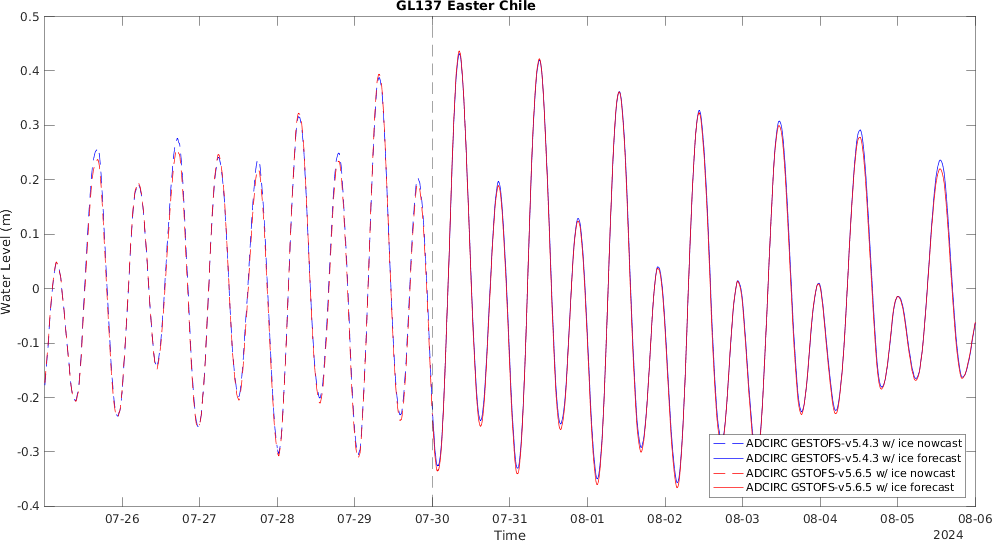 GL137 Easter Chile
Water Level (m)
0.5
0.4
0.3
0.2
0.1
0
-0.1
-0.2
-0.3
-0.4
ADCIRC GESTOFS-v5.4.3 w/ ice nowcast
ADCIRC GESTOFS-v5.4.3 w/ ice forecast
ADCIRC GSTOFS-v5.6.5 w/ ice nowcast
ADCIRC GSTOFS-v5.6.5 w/ ice forecast
07-26 07-27 07-28 07-29 07-30 07-31 08-01 08-02 08-03 08-04 08-05 08-06
Time
2024